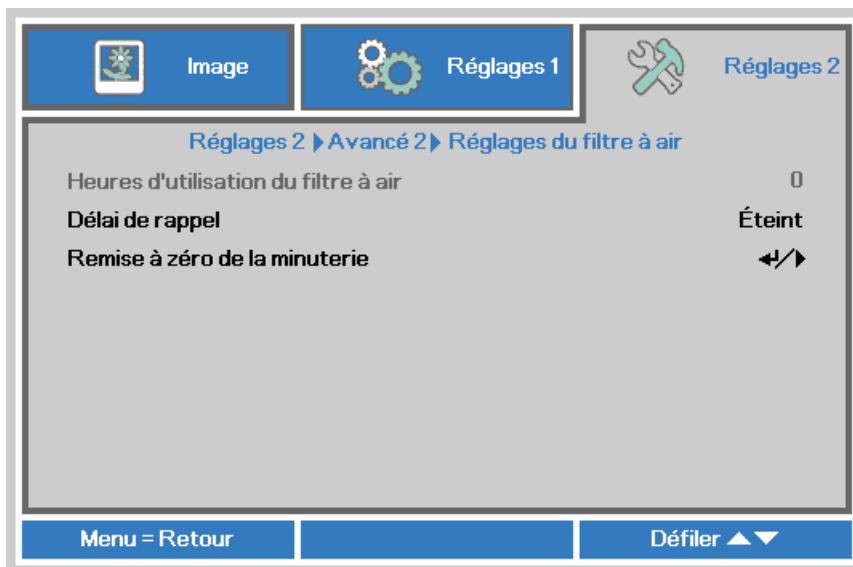 Image
Réglages 1
Réglages 2
Réglages 2 ▶ Avancé 2 ▶ Réglages du filtre à air
Heures d'utilisation du filtre à air 0
Délai de rappel Éteint
Remise à zéro de la minuterie ↵/▶
Menu = Retour
Défiler ▲▼